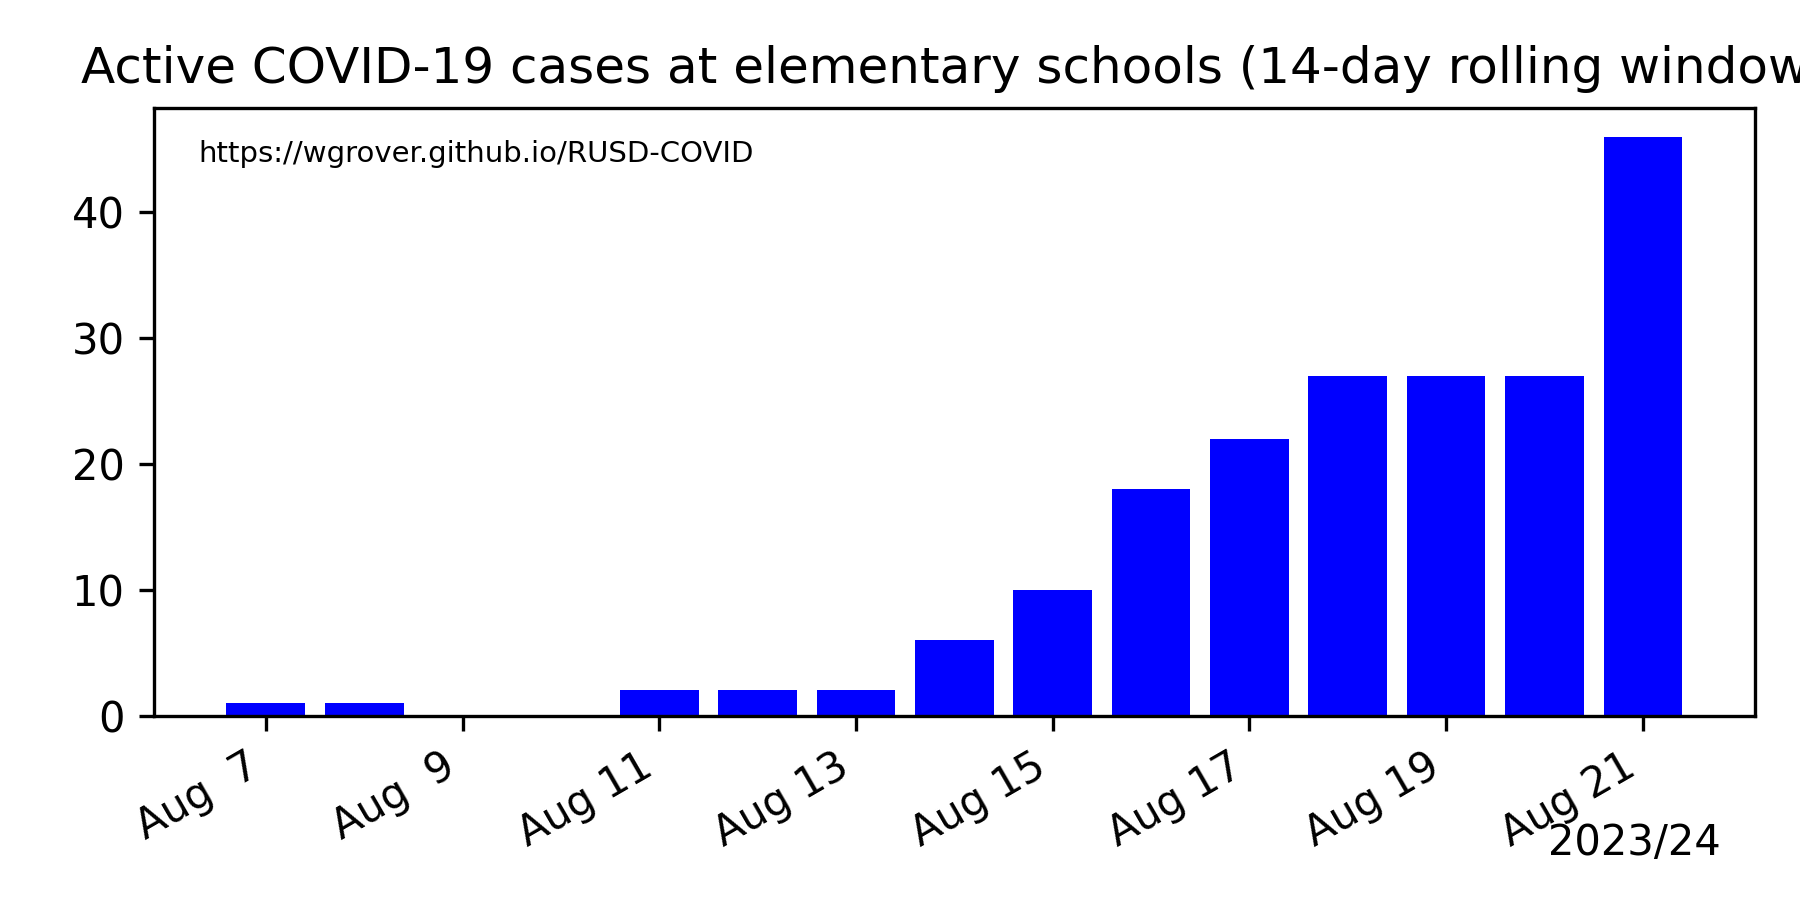 Active COVID-19 cases at elementary schools (14-day rolling window
https://wgrover.github.io/RUSD-COVID
40
30
20
10
0
Aug 7
Aug 9
Aug 11
Aug 13
Aug 15
Aug 17
Aug 19
Aug 21
2023/24